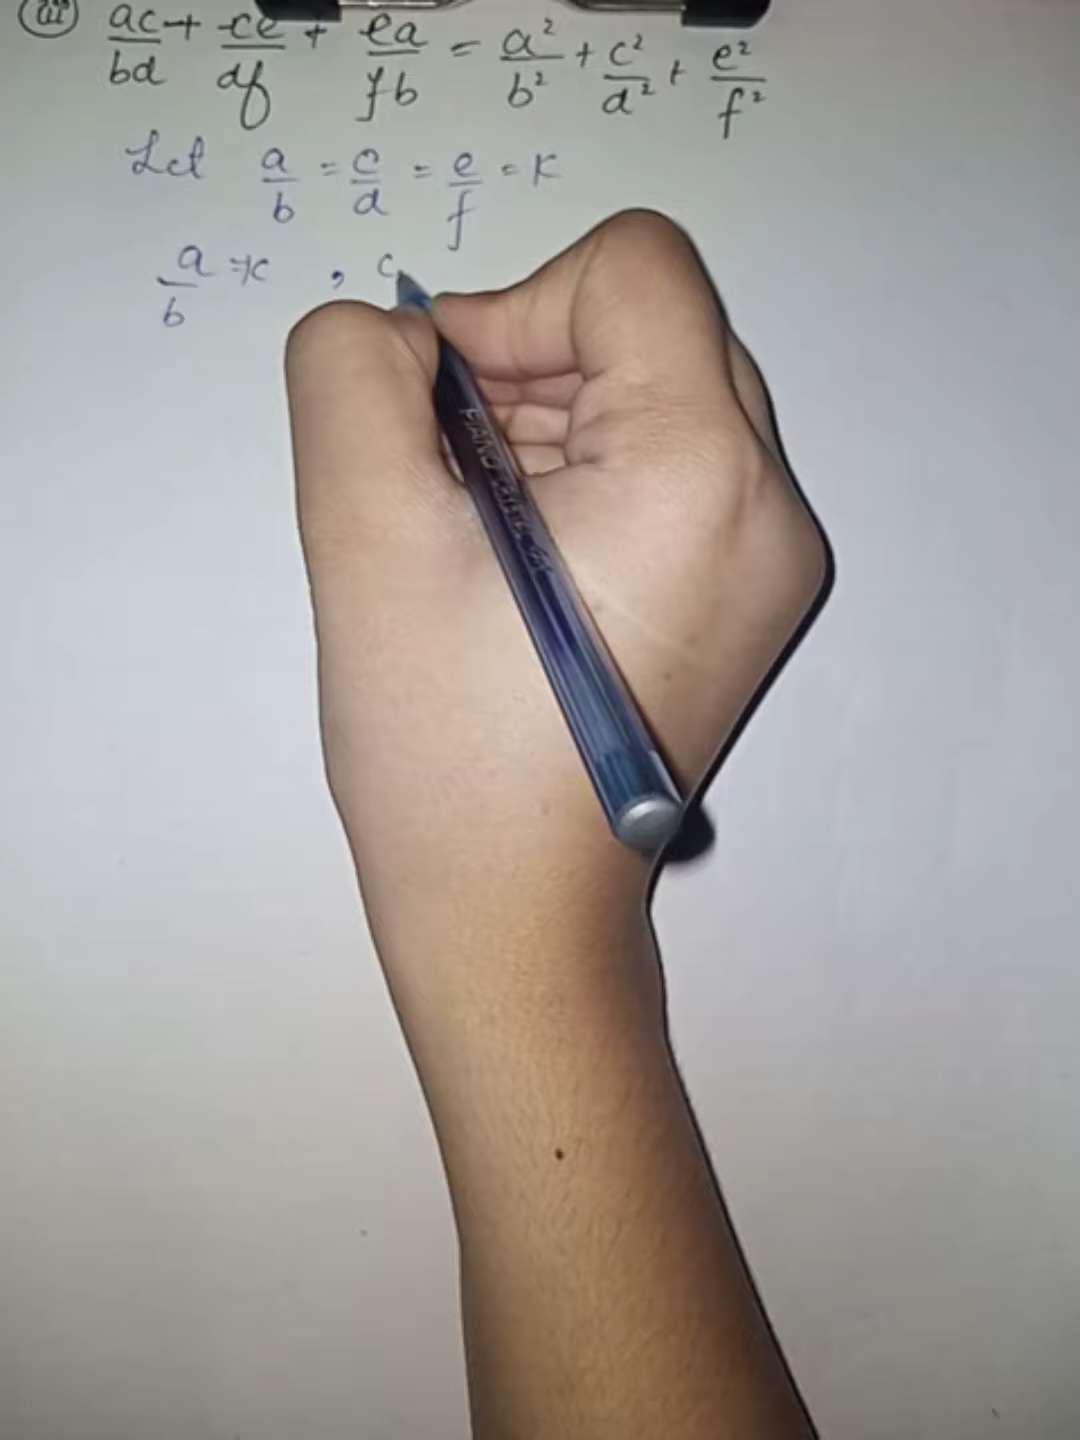 (iii) ac/bd + ce/df + ea/fb = a²/b² + c²/d² + e²/f²
Let a/b = c/d = e/f = K
a/b = K , c